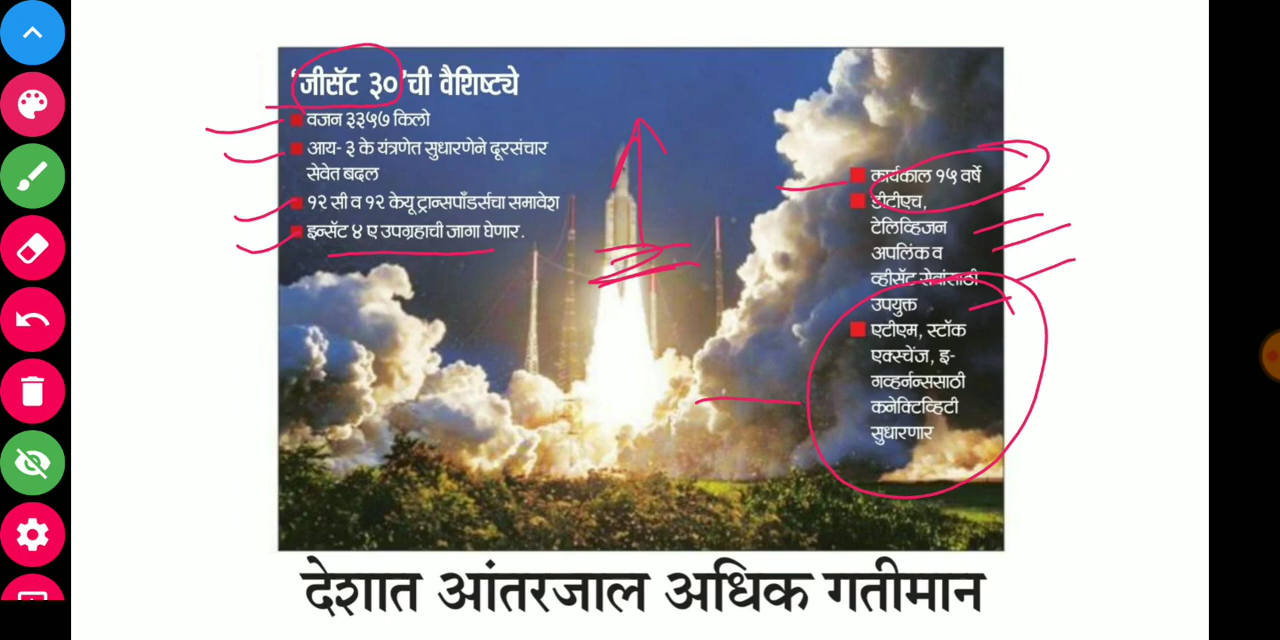 'जीसॅट ३०'ची वैशिष्ट्ये
वजन ३३५७ किलो
आय- ३ के यंत्रणेत सुधारणेने दूरसंचार
सेवेत बदल
१२ सी व १२ केयू ट्रान्सपाँडर्सचा समावेश
इन्सॅट ४ ए उपग्रहाची जागा घेणार.
कार्यकाल १५ वर्षे
डीटीएच,
टेलिव्हिजन
अपलिंक व
व्हीसॅट सेवांसाठी
उपयुक्त
एटीएम, स्टॉक
एक्स्चेंज, इ-
गव्हर्नन्ससाठी
कनेक्टिव्हिटी
सुधारणार
देशात आंतरजाल अधिक गतीमान